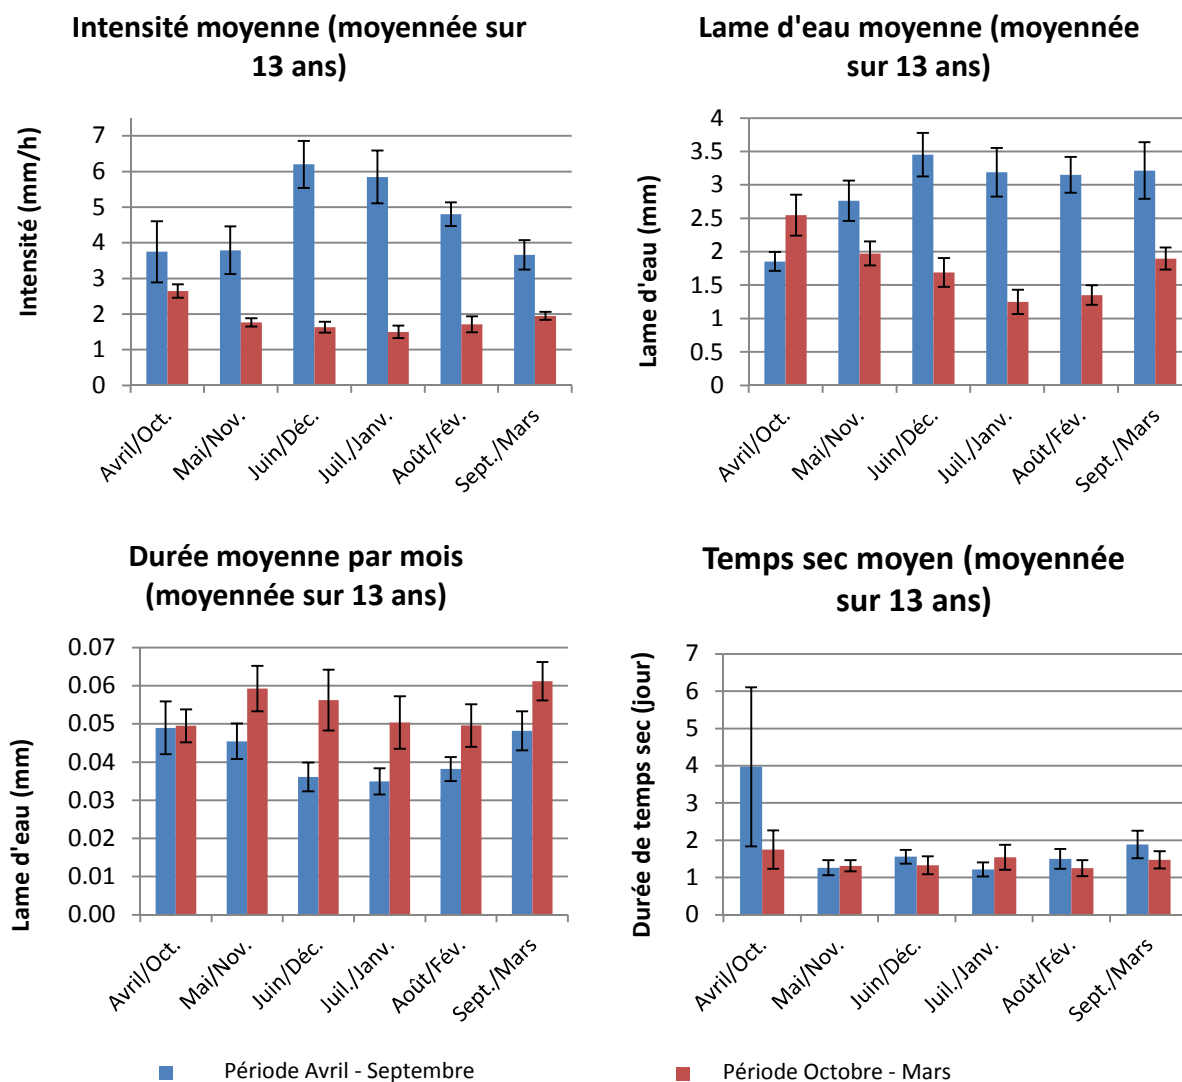 Intensité moyenne (moyennée sur
13 ans)
Intensité (mm/h)
7
6
5
4
3
2
1
0
Avril/Oct.
Mai/Nov.
Juin/Déc.
Juil./Janv.
Août/Fév.
Sept./Mars
Lame d'eau moyenne (moyennée
sur 13 ans)
Lame d'eau (mm)
4
3.5
3
2.5
2
1.5
1
0.5
0
Avril/Oct.
Mai/Nov.
Juin/Déc.
Juil./Janv.
Août/Fév.
Sept./Mars
Durée moyenne par mois
(moyennée sur 13 ans)
Lame d'eau (mm)
0.07
0.06
0.05
0.04
0.03
0.02
0.01
0.00
Avril/Oct.
Mai/Nov.
Juin/Déc.
Juil./Janv.
Août/Fév.
Sept./Mars
Temps sec moyen (moyennée
sur 13 ans)
Durée de temps sec (jour)
7
6
5
4
3
2
1
0
Avril/Oct.
Mai/Nov.
Juin/Déc.
Juil./Janv.
Août/Fév.
Sept./Mars
Période Avril - Septembre
Période Octobre - Mars